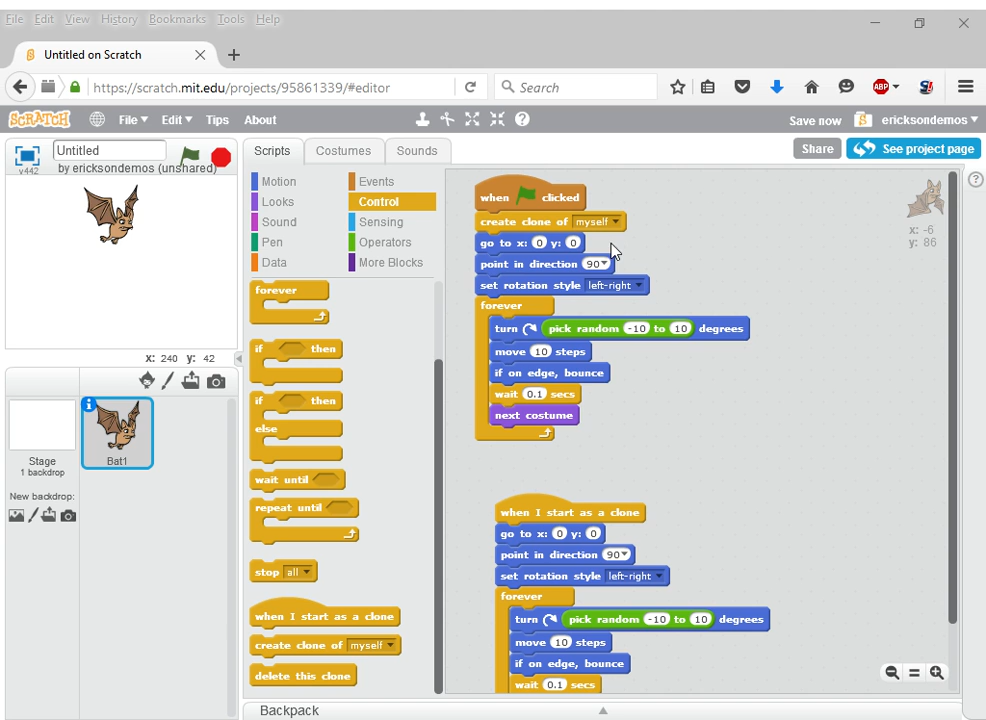 File Edit View History Bookmarks Tools Help
Untitled on Scratch
https://scratch.mit.edu/projects/95861339/#editor
Search
ABP
SCRATCH
File Edit Tips About
Save now
S
ericksondemos
Untitled
by ericksondemos (unshared)
v442
Scripts
Costumes
Sounds
Share
See project page
Motion
Events
Looks
Control
Sound
Sensing
Pen
Operators
Data
More Blocks
x: 240 y: 42
Stage
1 backdrop
New backdrop:
Bat1
forever
if then
if then
else
wait until
repeat until
stop all
when I start as a clone
create clone of myself
delete this clone
when clicked
create clone of myself
go to x: 0 y: 0
point in direction 90
set rotation style left-right
forever
turn pick random -10 to 10 degrees
move 10 steps
if on edge, bounce
wait 0.1 secs
next costume
when I start as a clone
go to x: 0 y: 0
point in direction 90
set rotation style left-right
forever
turn pick random -10 to 10 degrees
move 10 steps
if on edge, bounce
wait 0.1 secs
x: -6
y: 86
?
Backpack